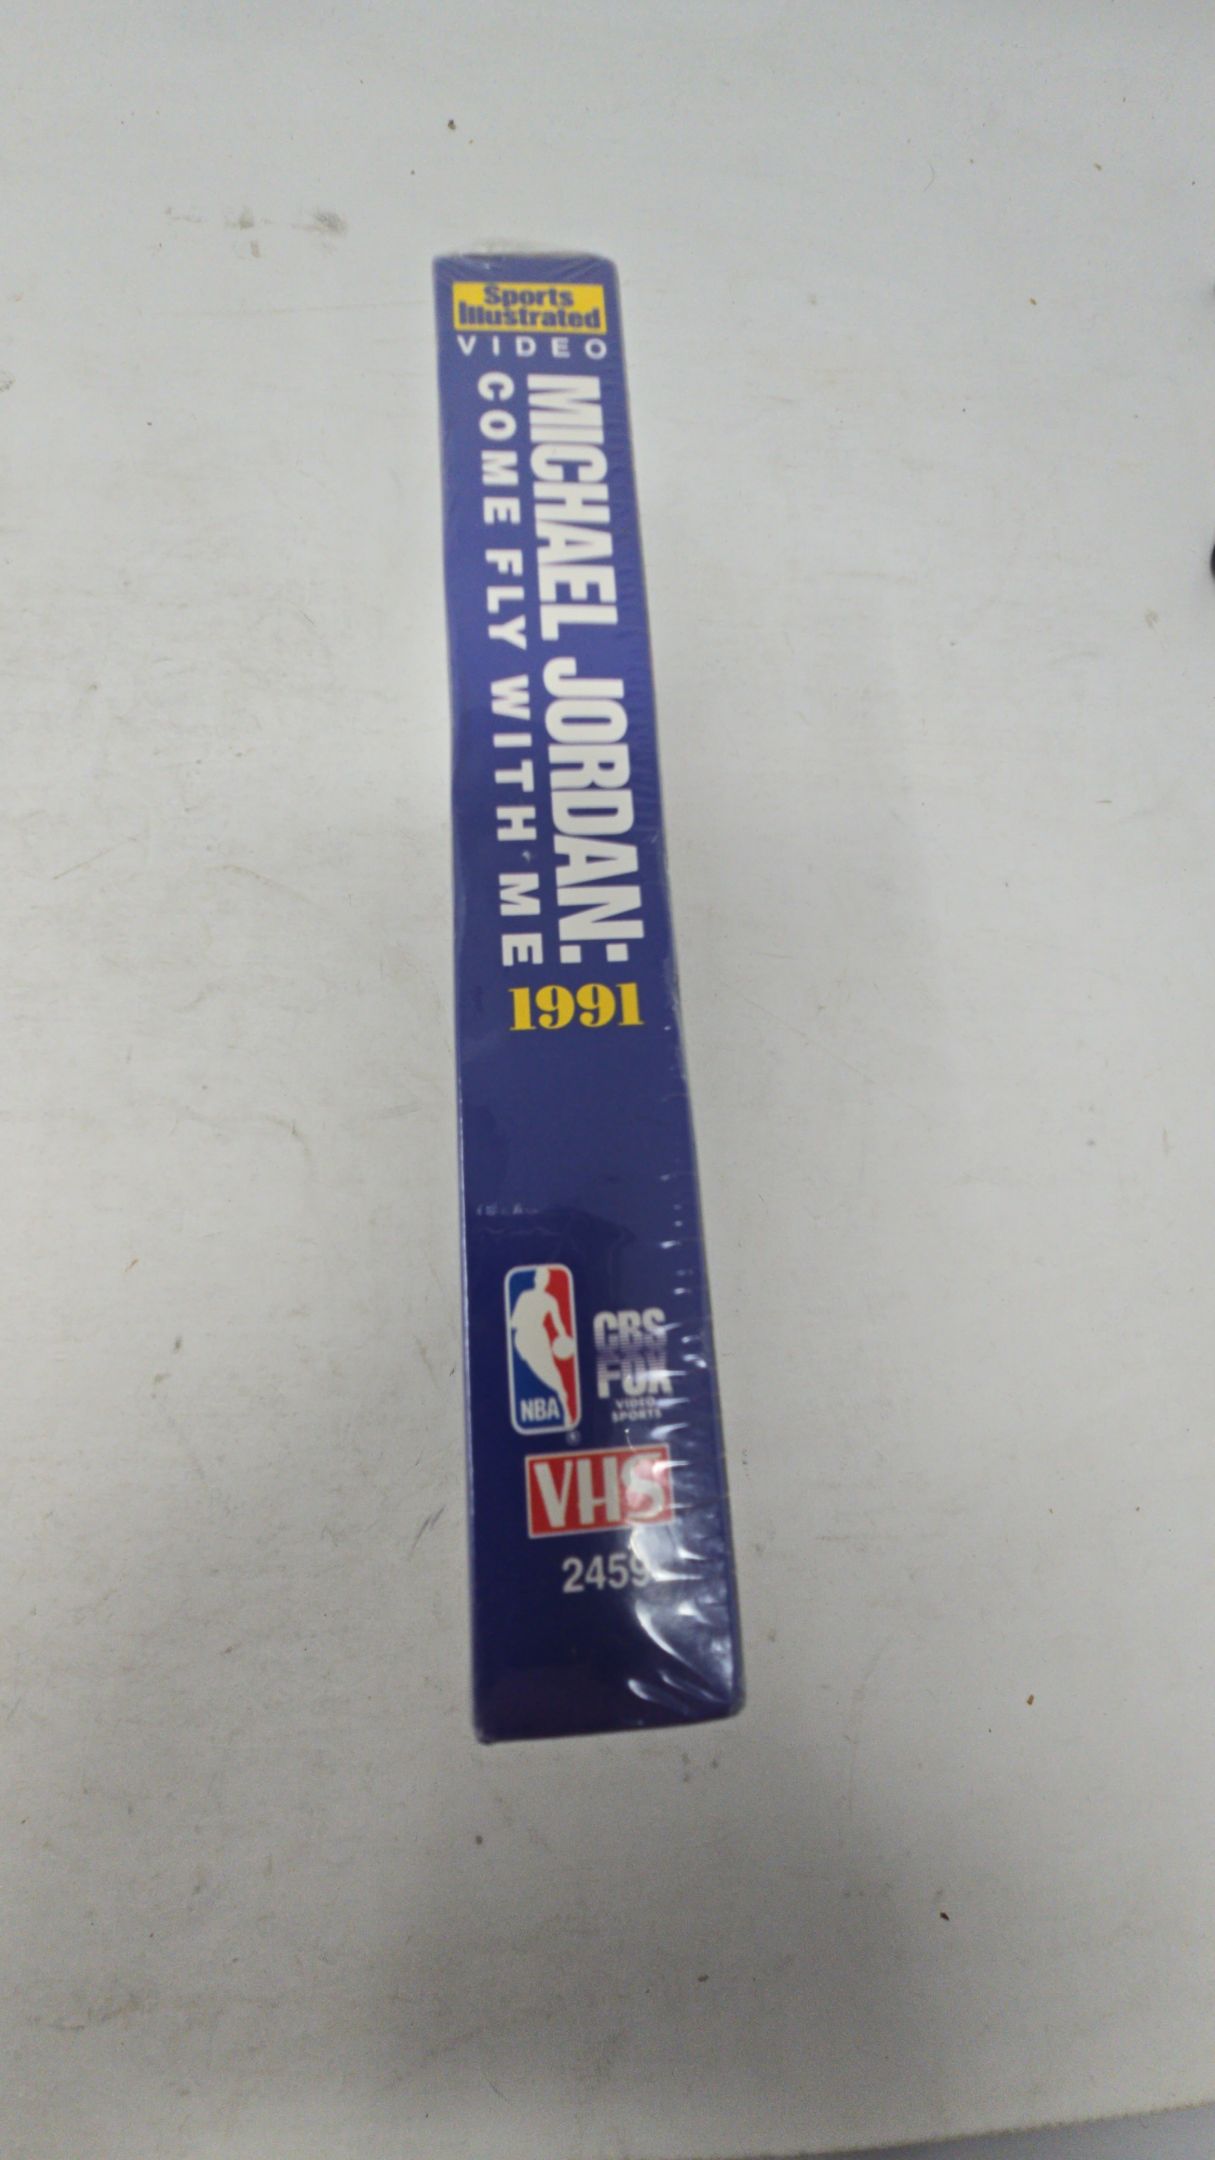 Sports
Illustrated
VIDEO
MICHAEL JORDAN:
COME FLY WITH ME
1991
NBA
®
CBS
FOX
VIDEO
SPORTS
VHS
2459